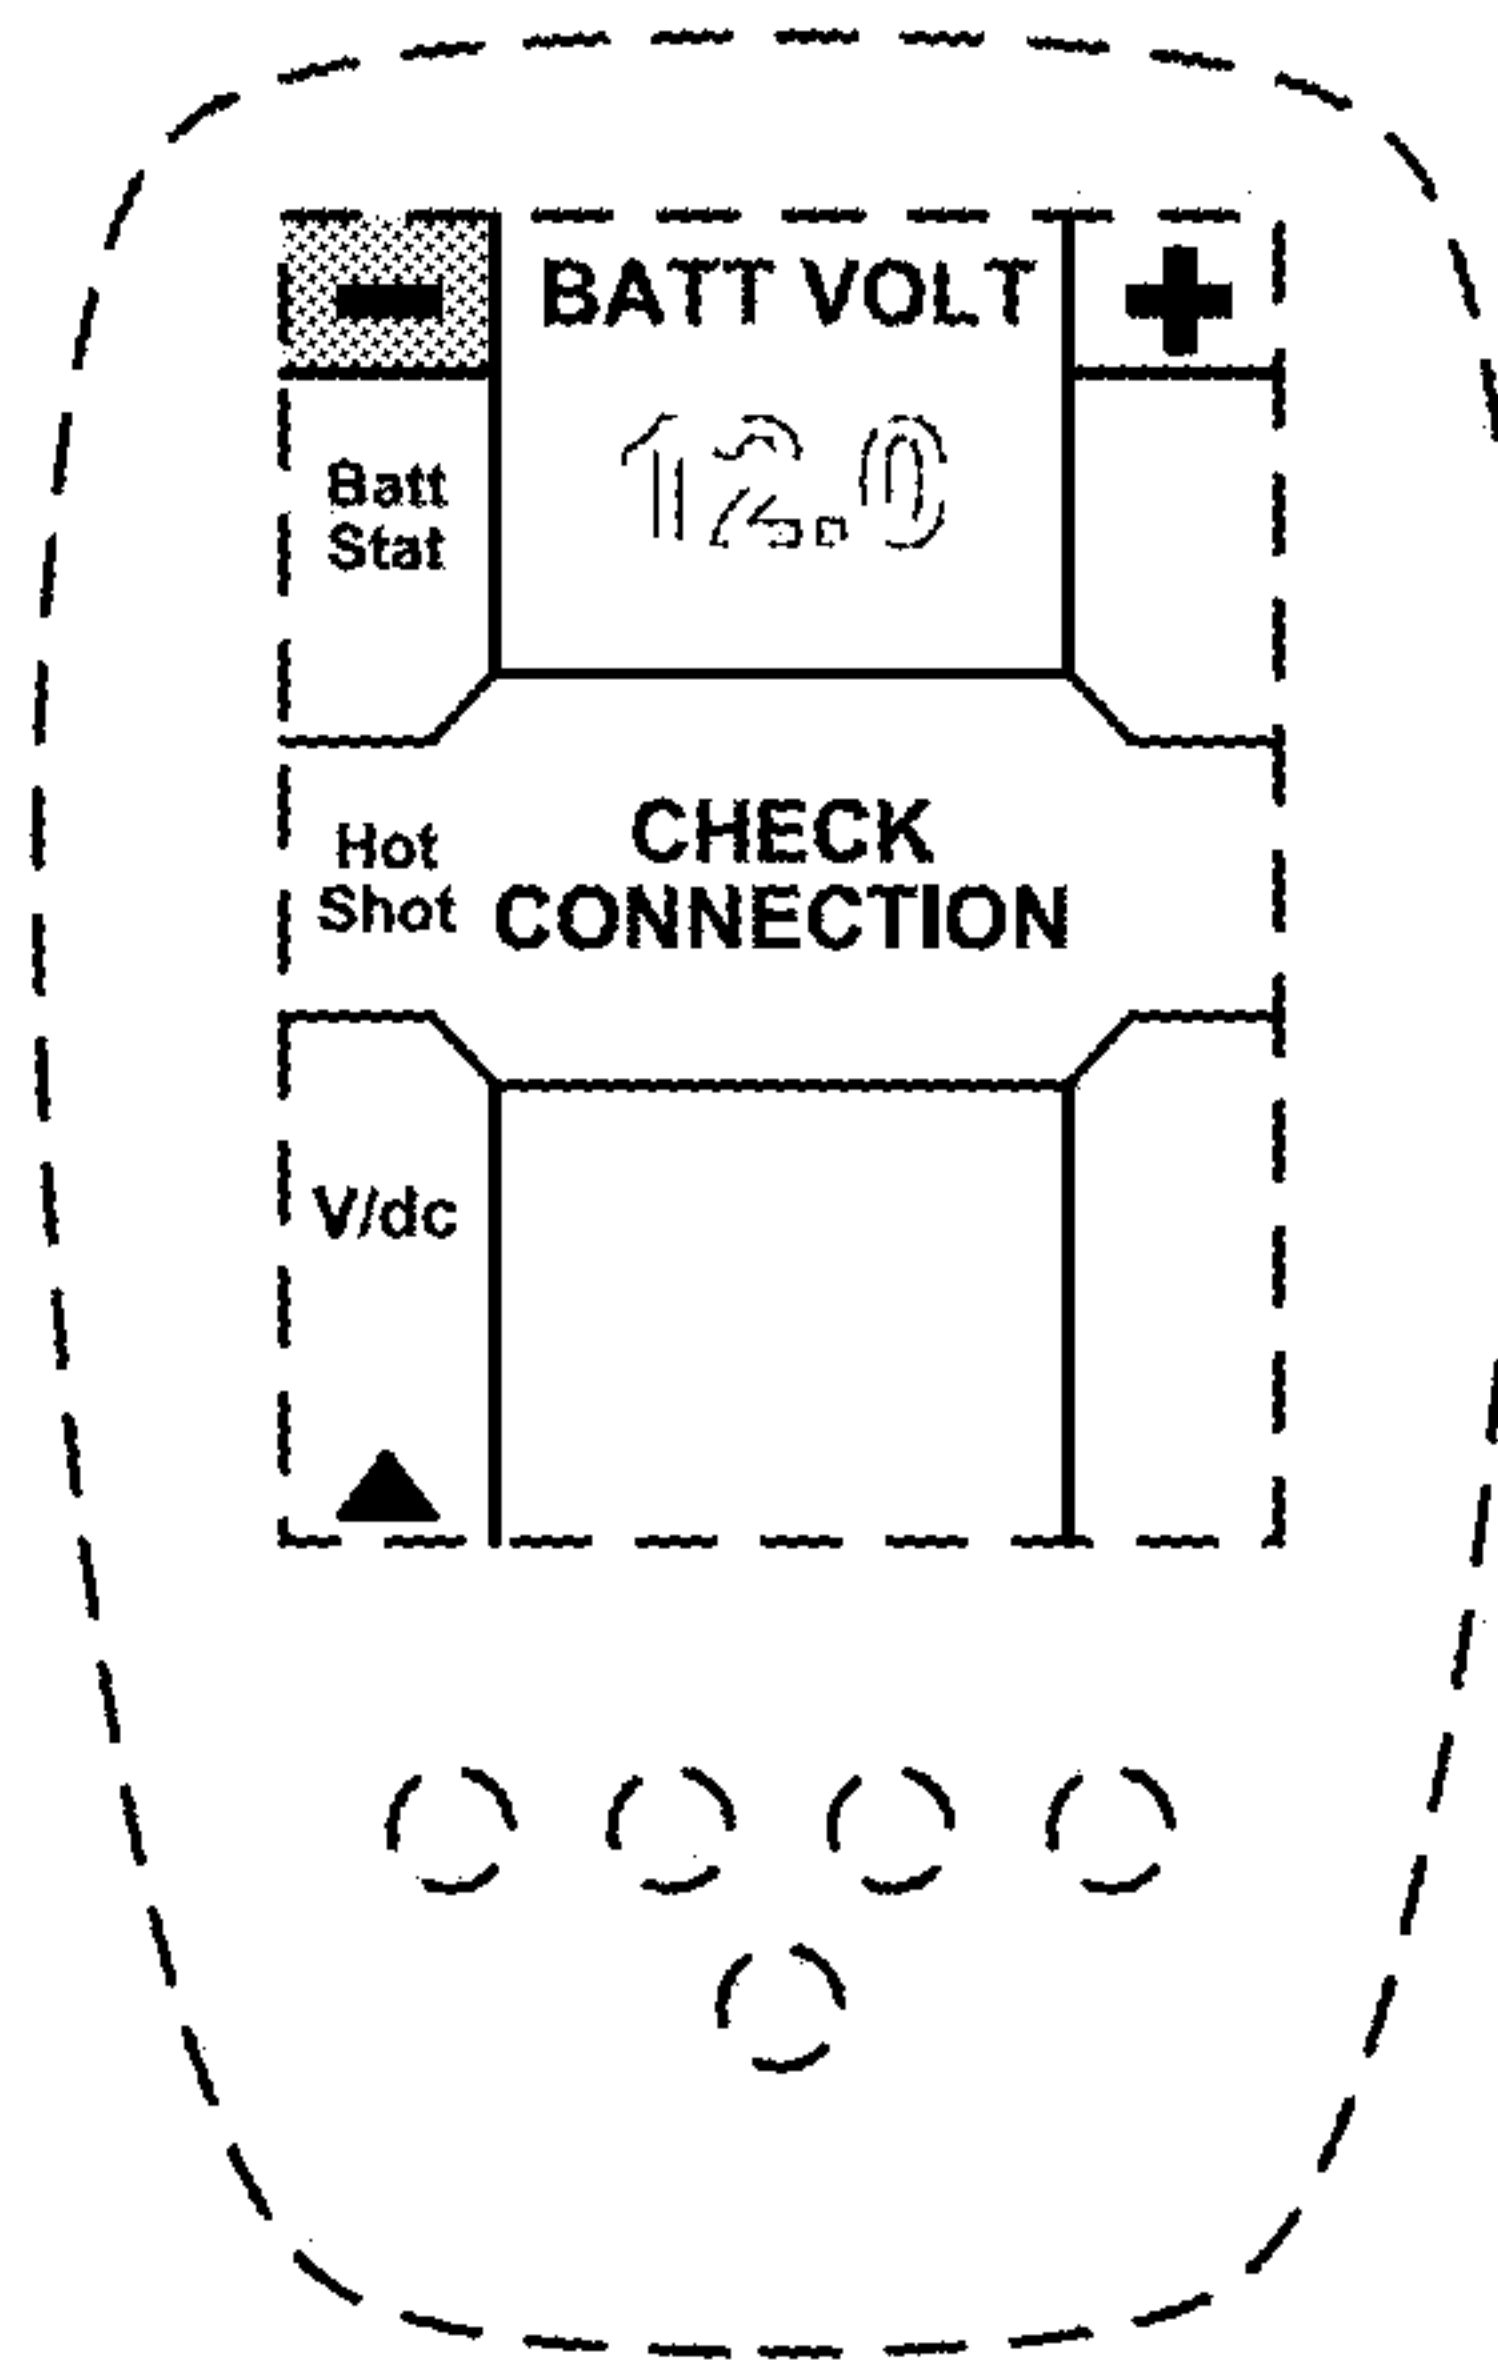 − BATT VOLT +
12.0
Batt
Stat
Hot
Shot
CHECK
CONNECTION
V/dc